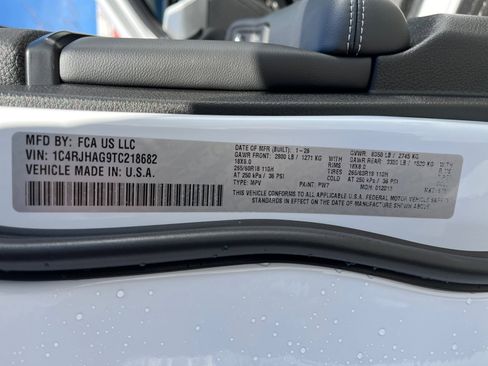 MFD BY: FCA US LLC
VIN: 1C4RJHAG9TC218682
VEHICLE MADE IN: U.S.A.
DATE OF MFR (BUILT): 1-26
GVWR: 6050 LB / 2745 KG
GAWR FRONT: 2800 LB / 1271 KG
GAWR REAR: 3350 LB / 1520 KG
WITH
18X8.0
RIMS
18X8.0
265/60R18 110H
TIRES
265/60R18 110H
AT 250 kPa / 36 PSI
COLD
AT 250 kPa / 36 PSI
TYPE: MPV
PAINT: PW7
MDH: 
THIS VEHICLE CONFORMS TO ALL APPLICABLE U.S.A. FEDERAL MOTOR VEHICLE SAFETY
STANDARDS IN EFFECT ON THE DATE OF MANUFACTURE SHOWN ABOVE.